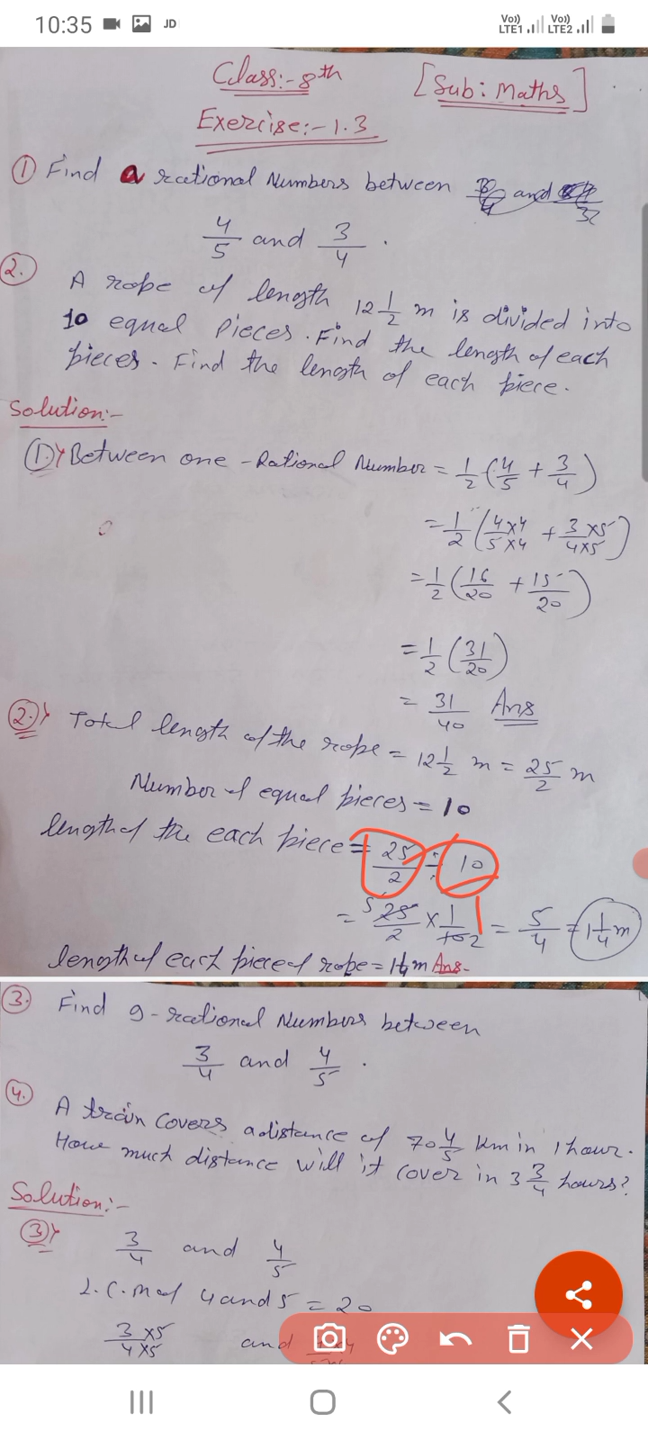 10:35 JD Vo)) LTE1 Vo)) LTE2
Class:- 8th [Sub: Maths]
Exercise:- 1.3
① Find a rational Numbers between and
4/5 and 3/4 .
2. A rope of length 12 1/2 m is divided into
10 equal Pieces. Find the length of each
pieces. Find the length of each piece.
Solution:-
(1) Between one - Rational Number = 1/2 (4/5 + 3/4)
= 1/2 (4×4/5×4 + 3×5/4×5)
= 1/2 (16/20 + 15/20)
= 1/2 (31/20)
= 31/40 Ans
(2) Total length of the rope = 12 1/2 m = 25/2 m
Number of equal pieces = 10
length of the each piece = 25/2 ÷ 10
= 5 25/2 × 1/10 2 = 5/4 = 1 1/4 m
length of each piece of rope = 1 1/4 m Ans.
3. Find 9 - rational Numbers between
3/4 and 4/5 .
4. A train covers a distance of 70 4/5 km in 1 hour.
How much distance will it cover in 3 3/4 hours?
Solution:-
(3) 3/4 and 4/5
L.C.M of 4 and 5 = 20
3×5/4×5 and